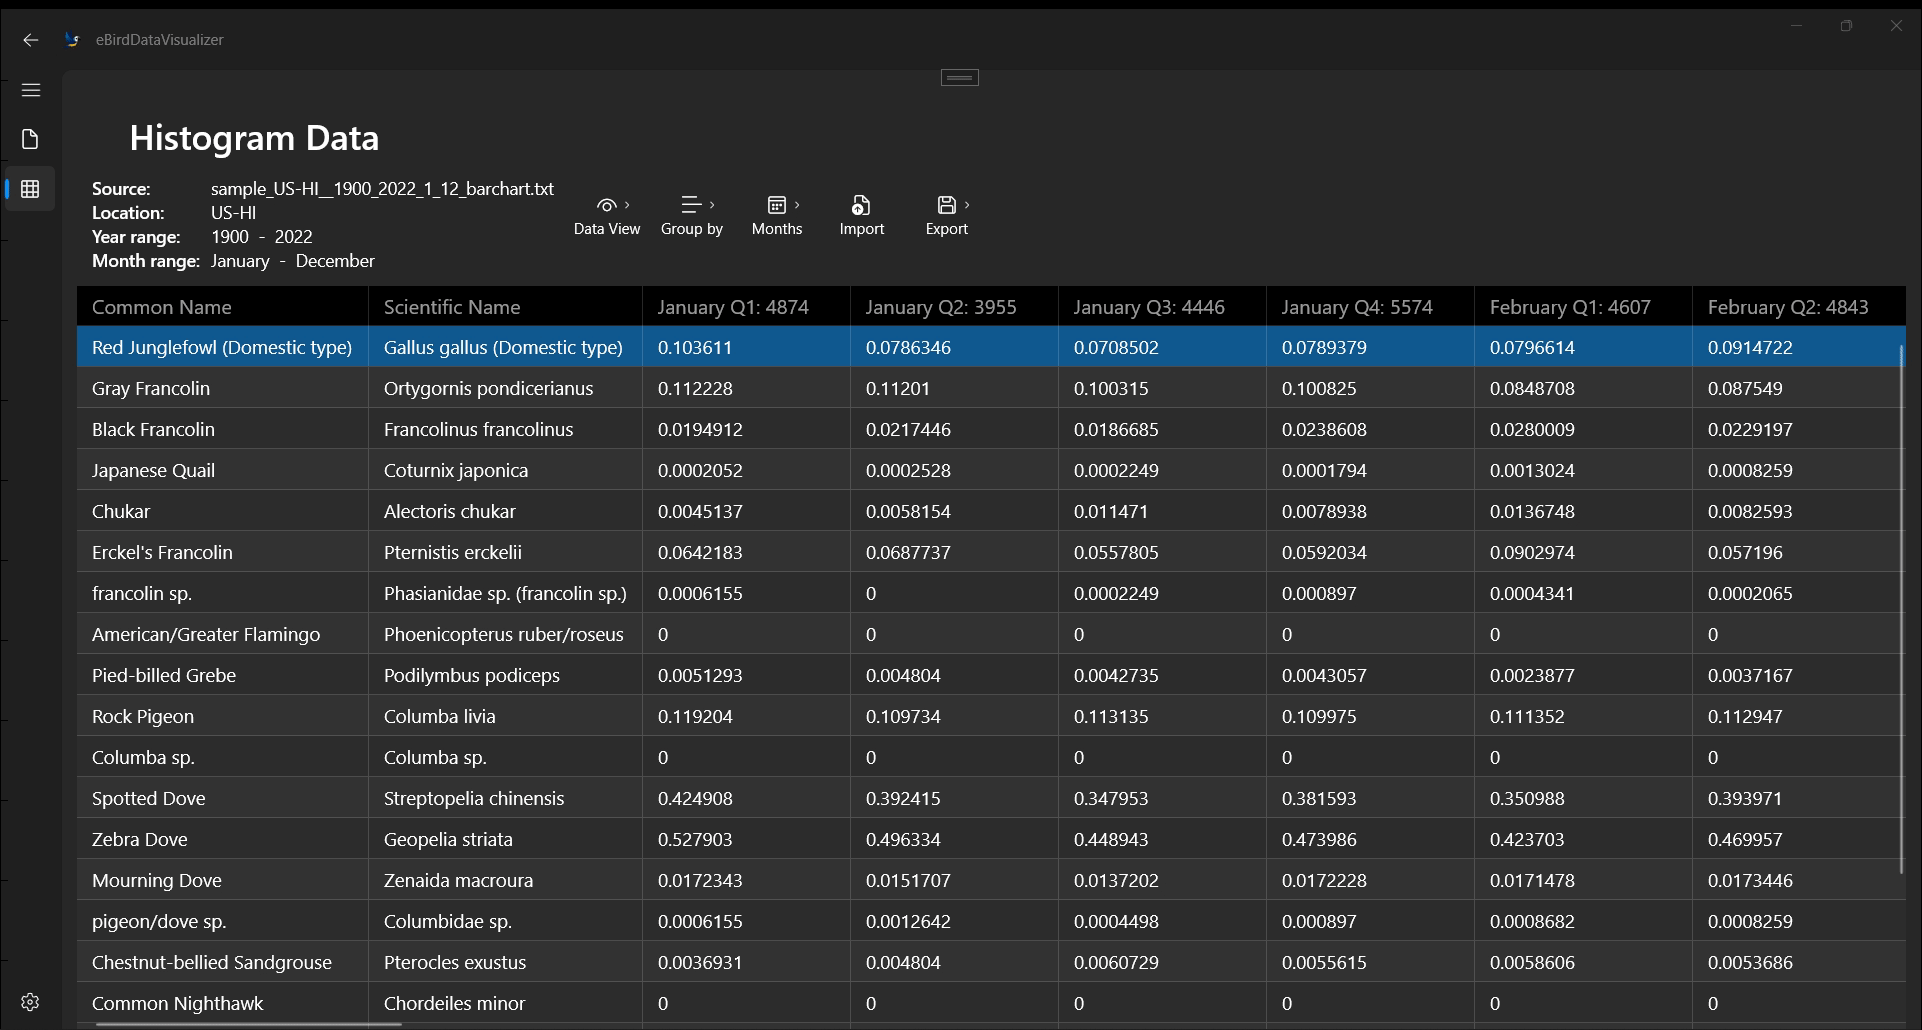 eBirdDataVisualizer
Histogram Data
Source: sample_US-HI__1900_2022_1_12_barchart.txt
Location: US-HI
Year range: 1900 - 2022
Month range: January - December
Data View Group by Months Import Export
Common Name Scientific Name January Q1: 4874 January Q2: 3955 January Q3: 4446 January Q4: 5574 February Q1: 4607 February Q2: 4843
Red Junglefowl (Domestic type) Gallus gallus (Domestic type) 0.103611 0.0786346 0.0708502 0.0789379 0.0796614 0.0914722
Gray Francolin Ortygornis pondicerianus 0.112228 0.11201 0.100315 0.100825 0.0848708 0.087549
Black Francolin Francolinus francolinus 0.0194912 0.0217446 0.0186685 0.0238608 0.0280009 0.0229197
Japanese Quail Coturnix japonica 0.0002052 0.0002528 0.0002249 0.0001794 0.0013024 0.0008259
Chukar Alectoris chukar 0.0045137 0.0058154 0.011471 0.0078938 0.0136748 0.0082593
Erckel's Francolin Pternistis erckelii 0.0642183 0.0687737 0.0557805 0.0592034 0.0902974 0.057196
francolin sp. Phasianidae sp. (francolin sp.) 0.0006155 0 0.0002249 0.000897 0.0004341 0.0002065
American/Greater Flamingo Phoenicopterus ruber/roseus 0 0 0 0 0 0
Pied-billed Grebe Podilymbus podiceps 0.0051293 0.004804 0.0042735 0.0043057 0.0023877 0.0037167
Rock Pigeon Columba livia 0.119204 0.109734 0.113135 0.109975 0.111352 0.112947
Columba sp. Columba sp. 0 0 0 0 0 0
Spotted Dove Streptopelia chinensis 0.424908 0.392415 0.347953 0.381593 0.350988 0.393971
Zebra Dove Geopelia striata 0.527903 0.496334 0.448943 0.473986 0.423703 0.469957
Mourning Dove Zenaida macroura 0.0172343 0.0151707 0.0137202 0.0172228 0.0171478 0.0173446
pigeon/dove sp. Columbidae sp. 0.0006155 0.0012642 0.0004498 0.000897 0.0008682 0.0008259
Chestnut-bellied Sandgrouse Pterocles exustus 0.0036931 0.004804 0.0060729 0.0055615 0.0058606 0.0053686
Common Nighthawk Chordeiles minor 0 0 0 0 0 0